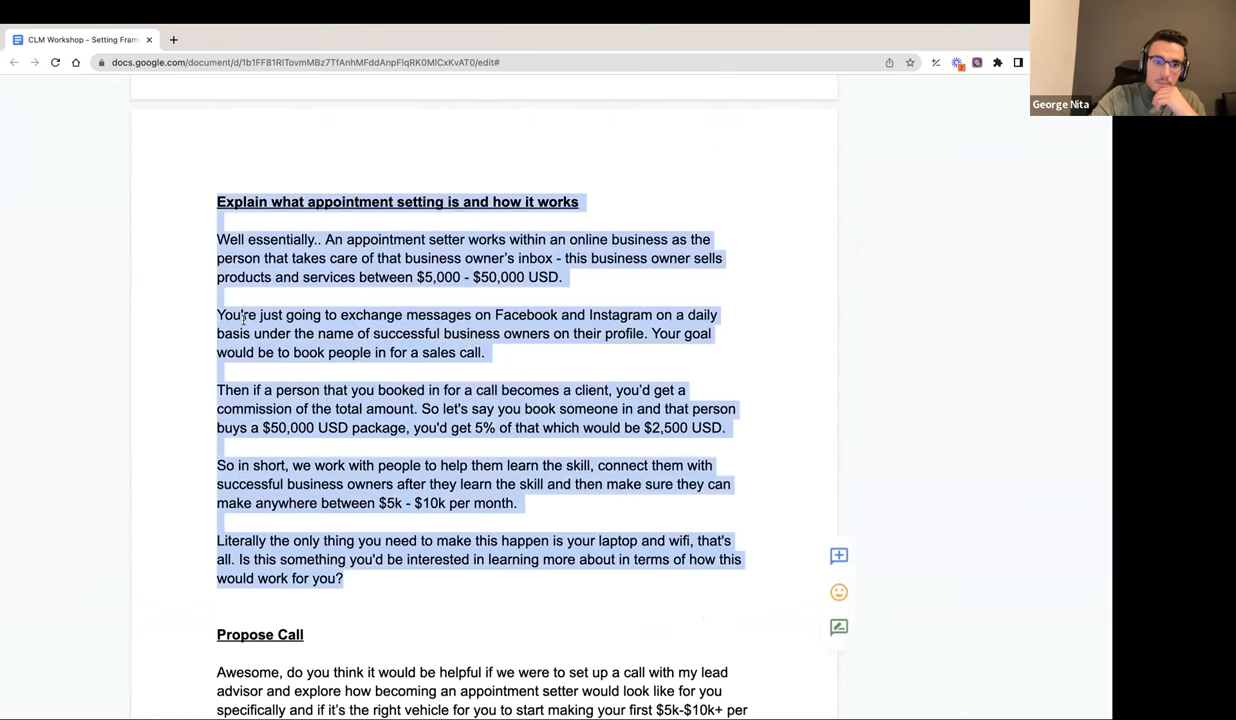 CLM Workshop - Setting Fram
docs.google.com/document/d/1b1FF81RlTovmMBz7TfAnhMFddAnpFlqRK0MlCxKvAT0/edit#
George Nita
Explain what appointment setting is and how it works
Well essentially.. An appointment setter works within an online business as the
person that takes care of that business owner's inbox - this business owner sells
products and services between $5,000 - $50,000 USD.
You're just going to exchange messages on Facebook and Instagram on a daily
basis under the name of successful business owners on their profile. Your goal
would be to book people in for a sales call.
Then if a person that you booked in for a call becomes a client, you'd get a
commission of the total amount. So let's say you book someone in and that person
buys a $50,000 USD package, you'd get 5% of that which would be $2,500 USD.
So in short, we work with people to help them learn the skill, connect them with
successful business owners after they learn the skill and then make sure they can
make anywhere between $5k - $10k per month.
Literally the only thing you need to make this happen is your laptop and wifi, that's
all. Is this something you'd be interested in learning more about in terms of how this
would work for you?
Propose Call
Awesome, do you think it would be helpful if we were to set up a call with my lead
advisor and explore how becoming an appointment setter would look like for you
specifically and if it's the right vehicle for you to start making your first $5k-$10k+ per